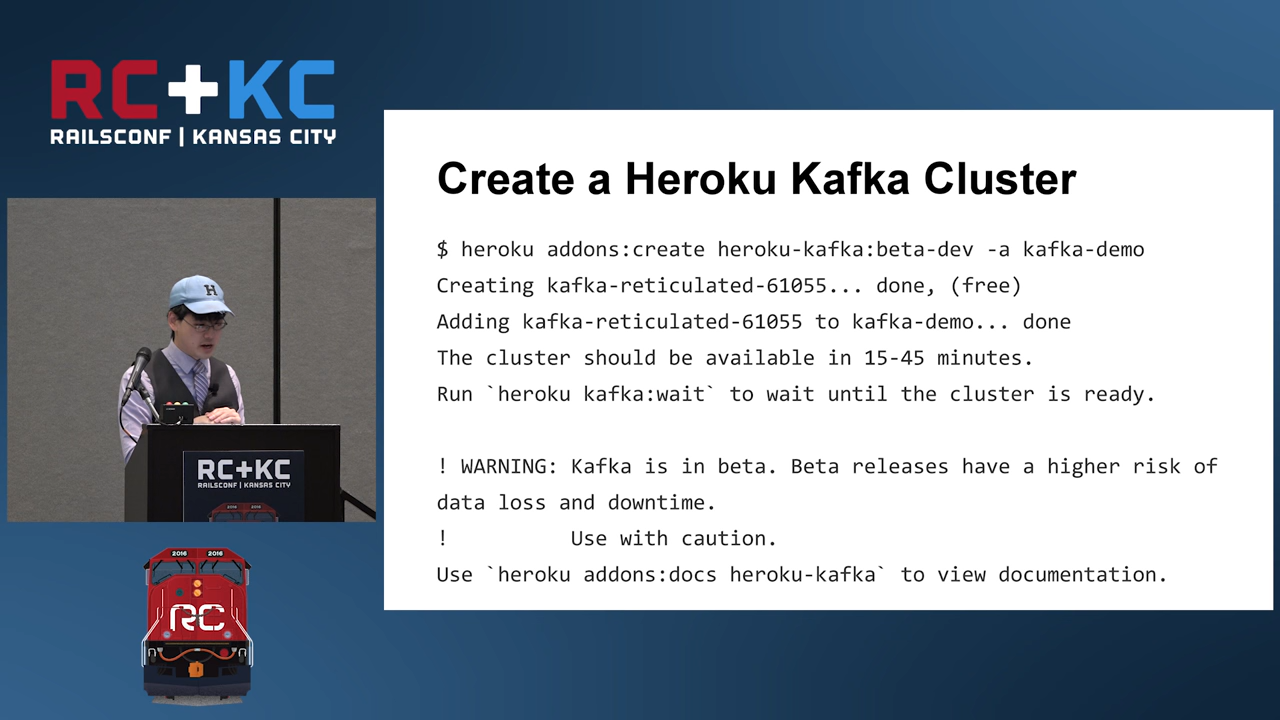 RC+KC
RAILSCONF | KANSAS CITY
Create a Heroku Kafka Cluster
$ heroku addons:create heroku-kafka:beta-dev -a kafka-demo
Creating kafka-reticulated-61055... done, (free)
Adding kafka-reticulated-61055 to kafka-demo... done
The cluster should be available in 15-45 minutes.
Run `heroku kafka:wait` to wait until the cluster is ready.
! WARNING: Kafka is in beta. Beta releases have a higher risk of
data loss and downtime.
! Use with caution.
Use `heroku addons:docs heroku-kafka` to view documentation.
H
RC+KC
RAILSCONF | KANSAS CITY
2016 2016
2016 2016
RC